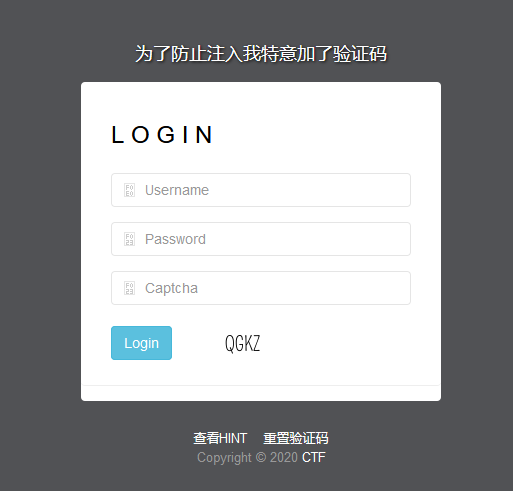 为了防止注入我特意加了验证码
LOGIN
Username
Password
Captcha
Login QGKZ
查看HINT 重置验证码
Copyright © 2020 CTF